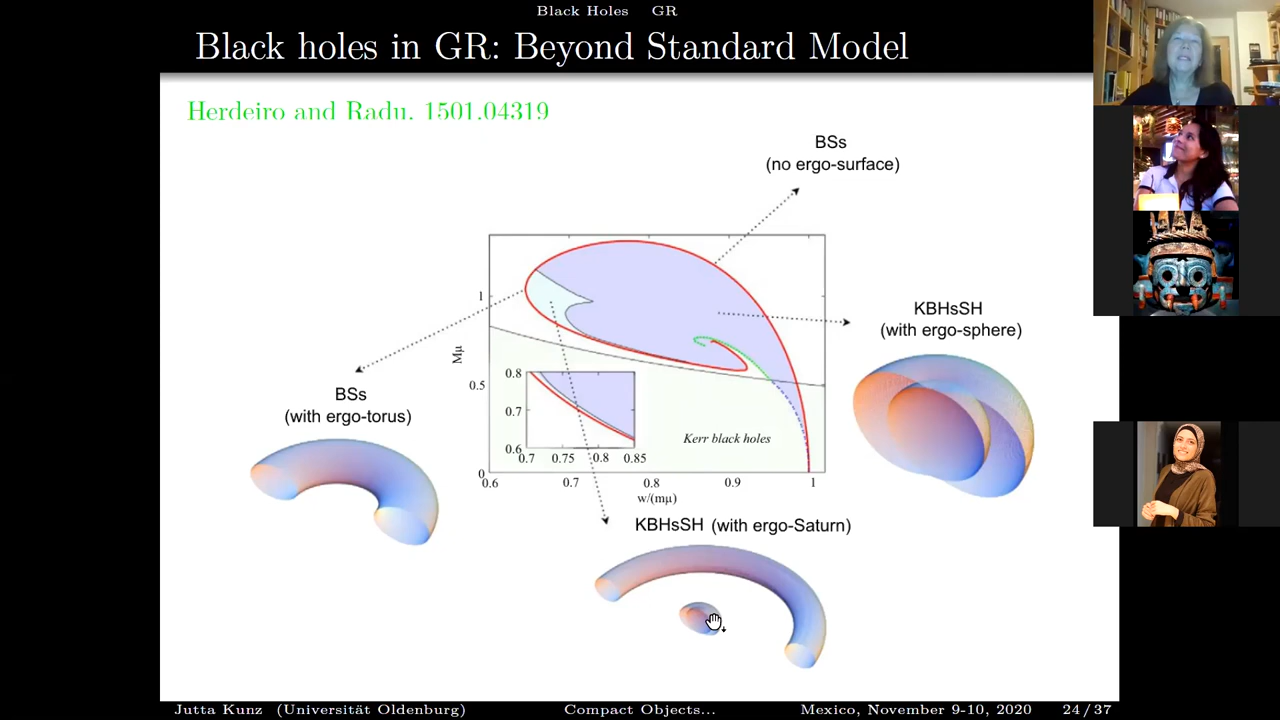 Black Holes GR
Black holes in GR: Beyond Standard Model
Herdeiro and Radu. 1501.04319
BSs
(no ergo-surface)
KBHsSH
(with ergo-sphere)
BSs
(with ergo-torus)
Mμ
1
0.5
0
0.8
0.7
0.6
0.7 0.75 0.8 0.85
Kerr black holes
0.6 0.7 0.8 0.9 1
w/(mμ)
KBHsSH (with ergo-Saturn)
Jutta Kunz (Universität Oldenburg) Compact Objects... Mexico, November 9-10, 2020 24/37